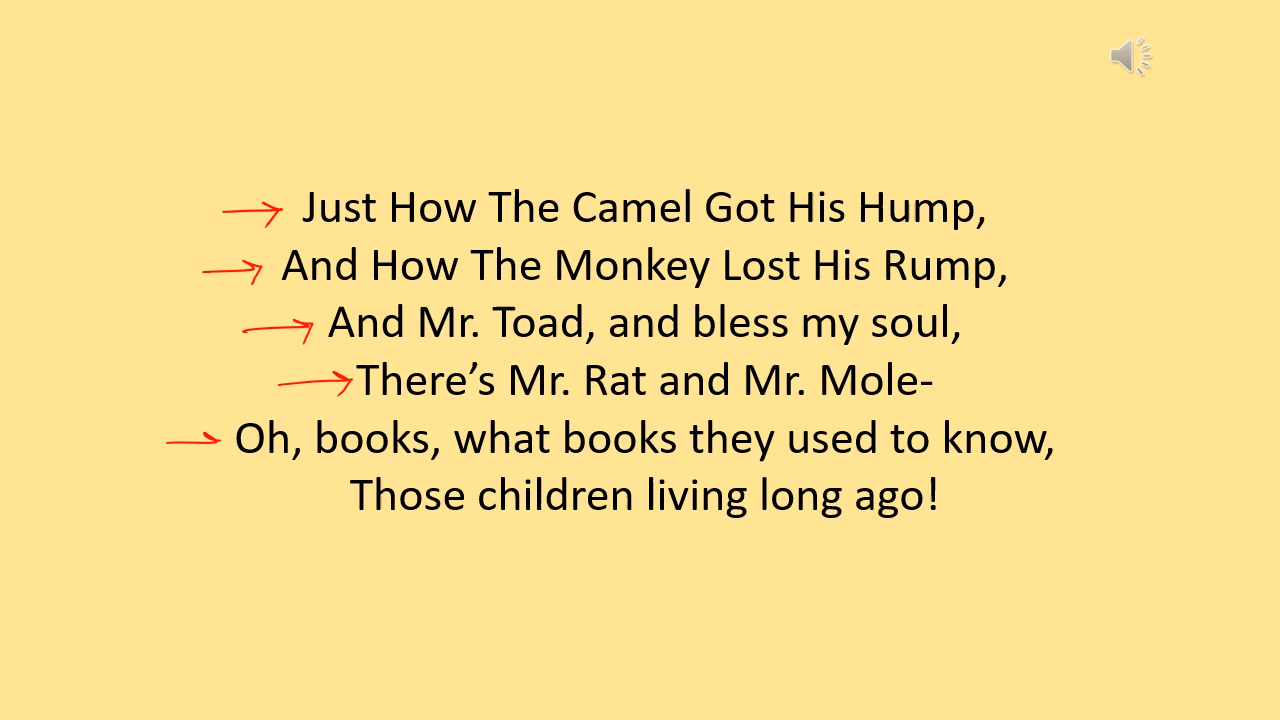 Just How The Camel Got His Hump,
And How The Monkey Lost His Rump,
And Mr. Toad, and bless my soul,
There’s Mr. Rat and Mr. Mole-
Oh, books, what books they used to know,
Those children living long ago!